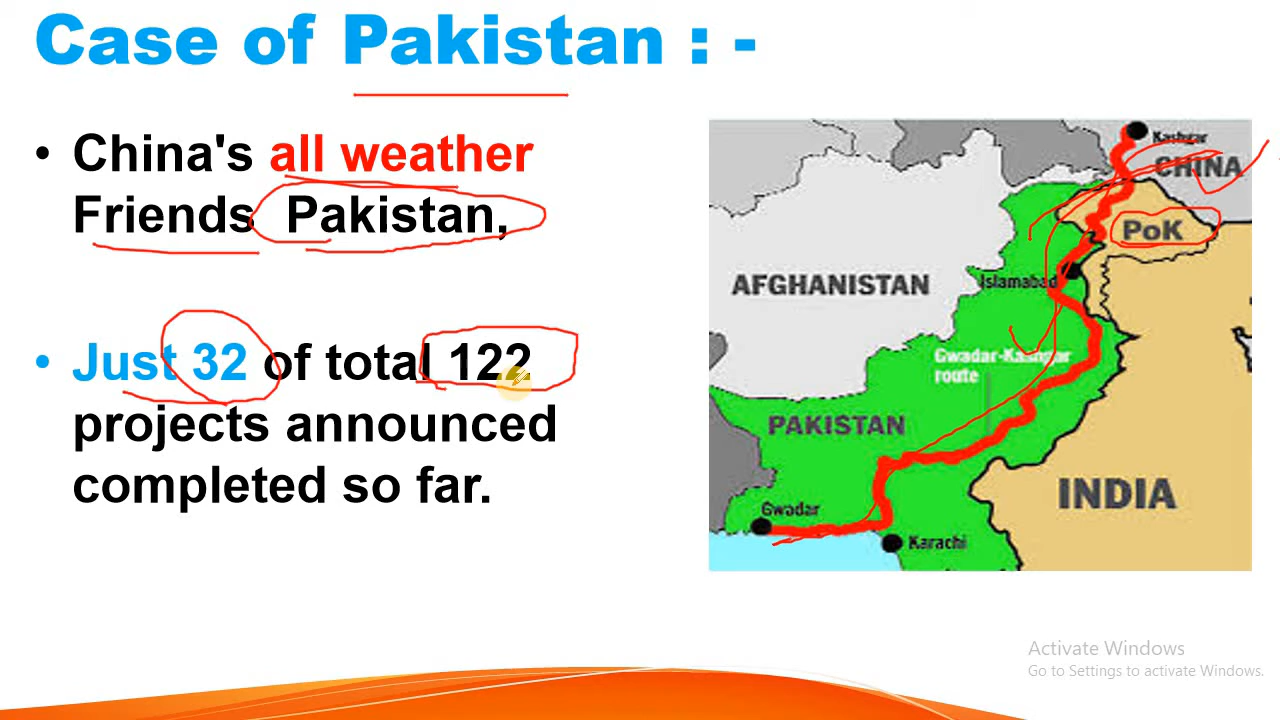 Case of Pakistan : -
• China's all weather
Friends Pakistan,
• Just 32 of total 122
projects announced
completed so far.
Kashgar
CHINA
PoK
AFGHANISTAN
Islamabad
Gwadar-Kashgar
route
PAKISTAN
INDIA
Gwadar
Karachi
Activate Windows
Go to Settings to activate Windows.